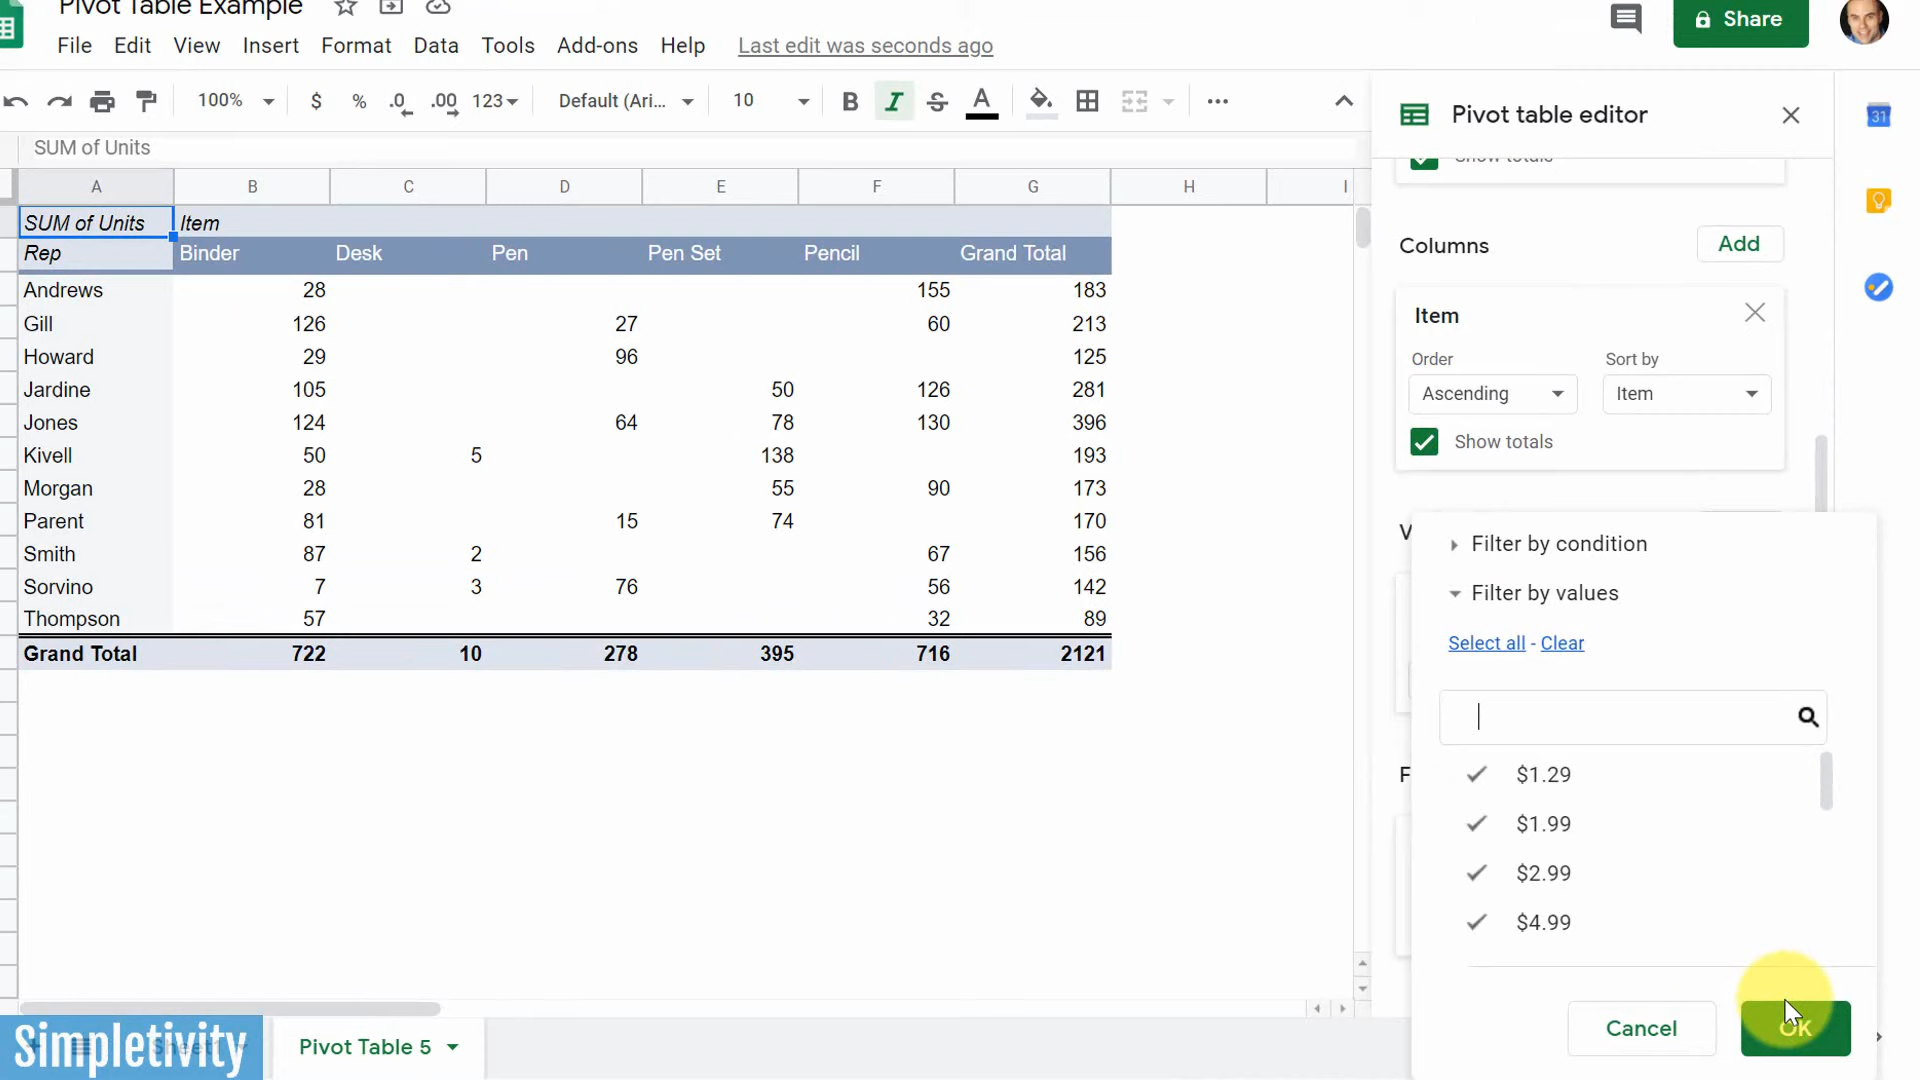 Pivot Table Example
File Edit View Insert Format Data Tools Add-ons Help Last edit was seconds ago
Share
100% $ % .0 .00 123 Default (Ari... 10 B I S A
SUM of Units
Pivot table editor
31
Show totals
A B C D E F G H I
SUM of Units Item
Rep Binder Desk Pen Pen Set Pencil Grand Total
Andrews 28 155 183
Gill 126 27 60 213
Howard 29 96 125
Jardine 105 50 126 281
Jones 124 64 78 130 396
Kivell 50 5 138 193
Morgan 28 55 90 173
Parent 81 15 74 170
Smith 87 2 67 156
Sorvino 7 3 76 56 142
Thompson 57 32 89
Grand Total 722 10 278 395 716 2121
Columns Add
Item
Order Sort by
Ascending Item
Show totals
Filter by condition
Filter by values
Select all - Clear
$1.29
$1.99
$2.99
$4.99
Cancel OK
Simpletivity
Pivot Table 5